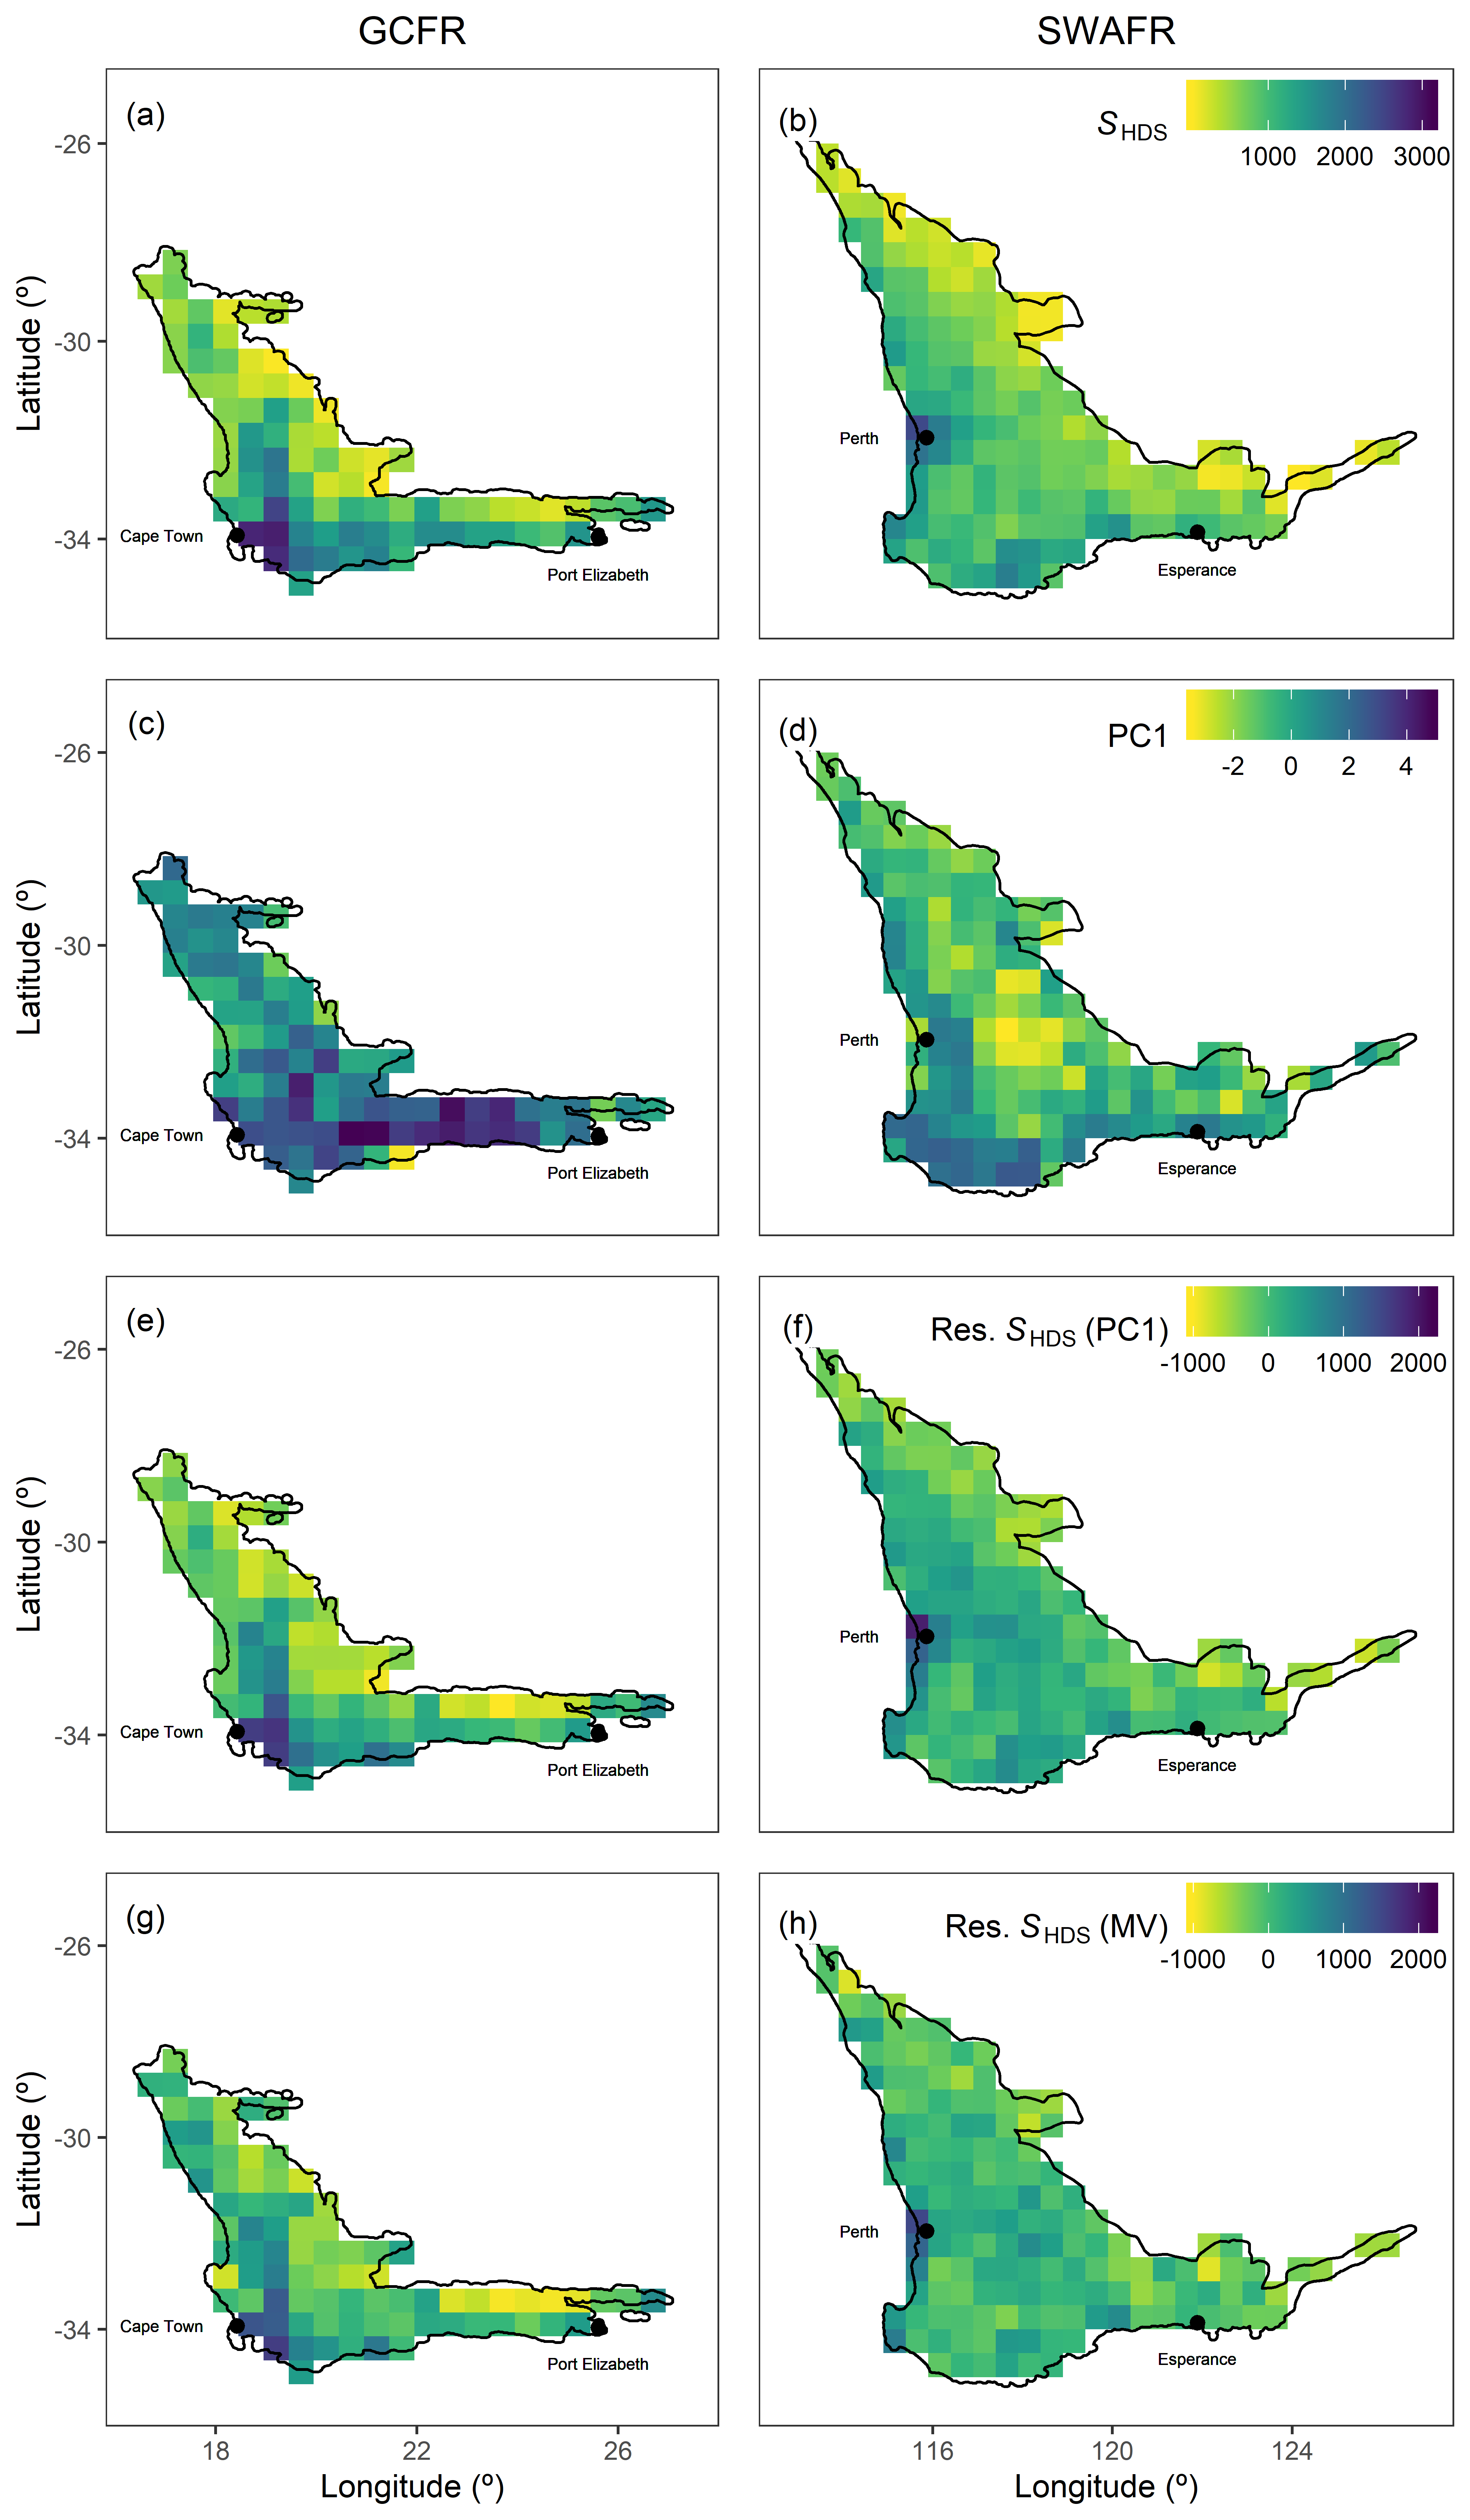 GCFR
SWAFR
(a)
(b)
S HDS
1000 2000 3000
-26
-30
-34
Latitude (º)
Cape Town
Port Elizabeth
Perth
Esperance
(c)
(d)
PC1
-2 0 2 4
-26
-30
-34
Latitude (º)
Cape Town
Port Elizabeth
Perth
Esperance
(e)
(f)
Res. S HDS (PC1)
-1000 0 1000 2000
-26
-30
-34
Latitude (º)
Cape Town
Port Elizabeth
Perth
Esperance
(g)
(h)
Res. S HDS (MV)
-1000 0 1000 2000
-26
-30
-34
Latitude (º)
Cape Town
Port Elizabeth
Perth
Esperance
18 22 26
Longitude (º)
116 120 124
Longitude (º)